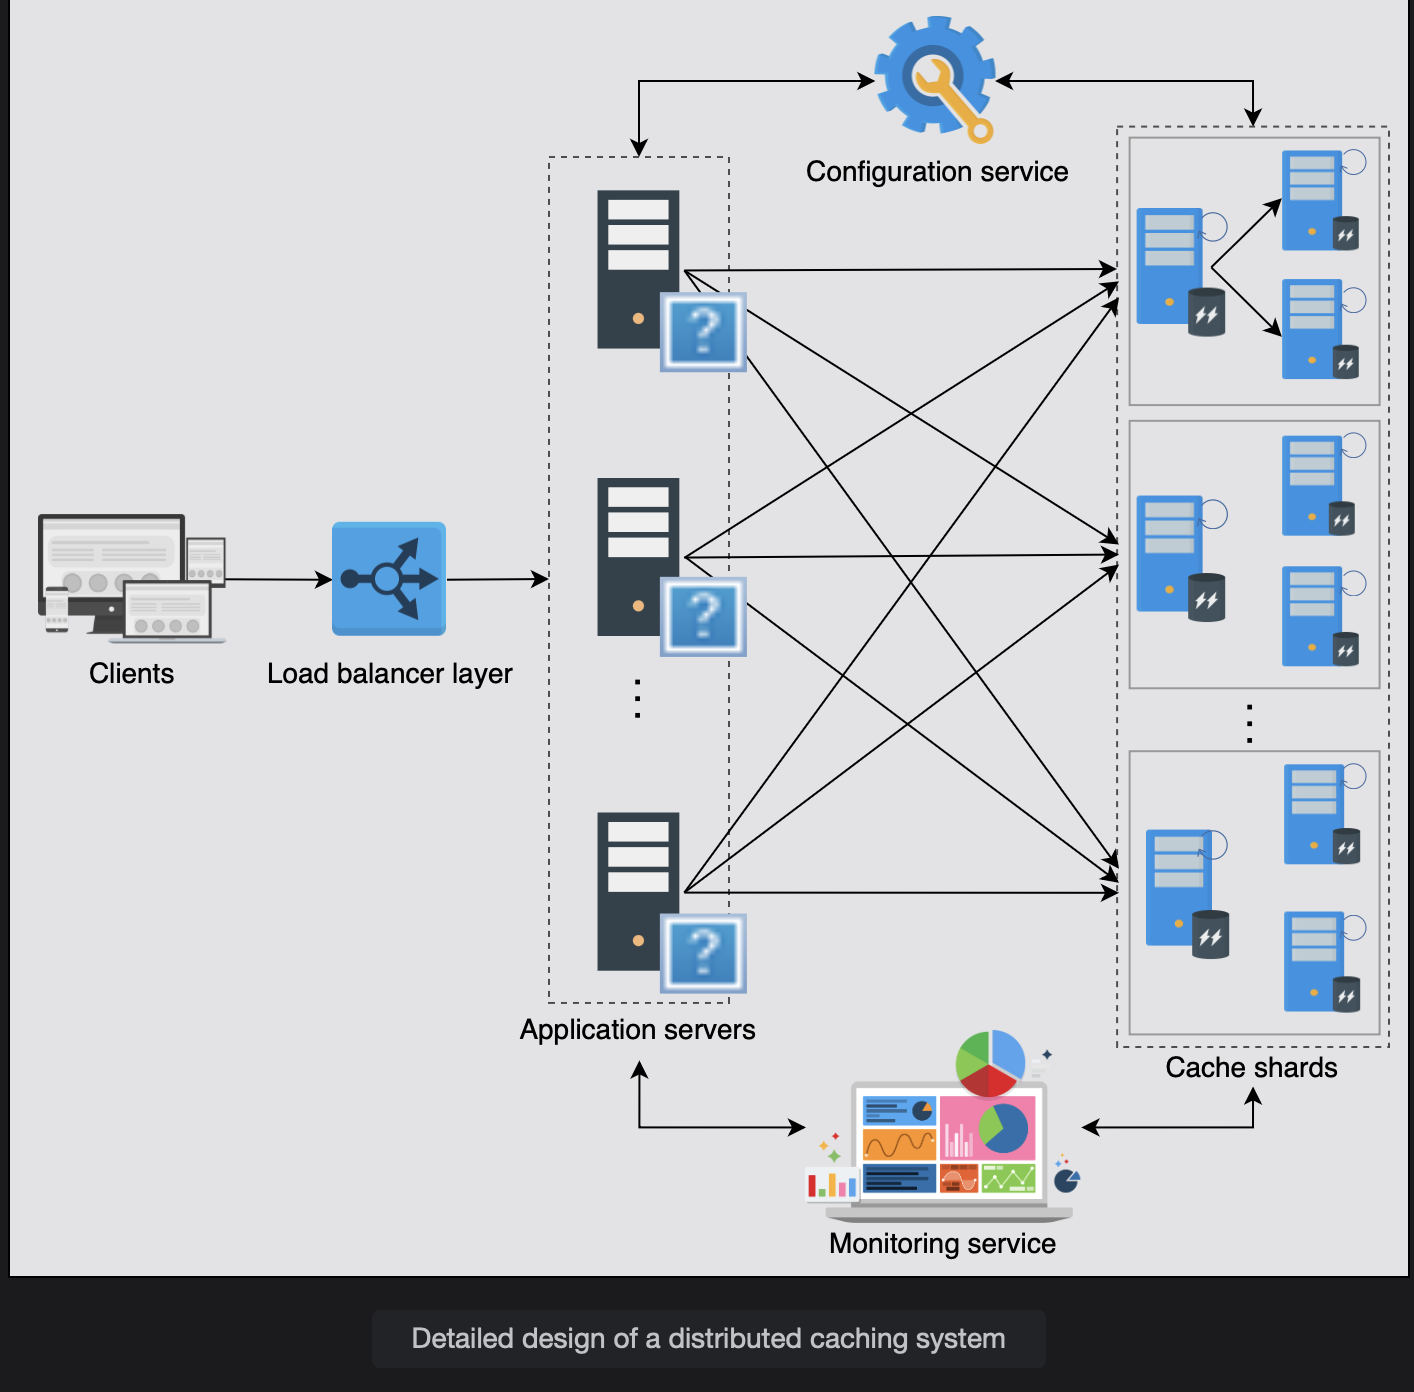 Configuration service
Clients
Load balancer layer
Application servers
Cache shards
Monitoring service
Detailed design of a distributed caching system